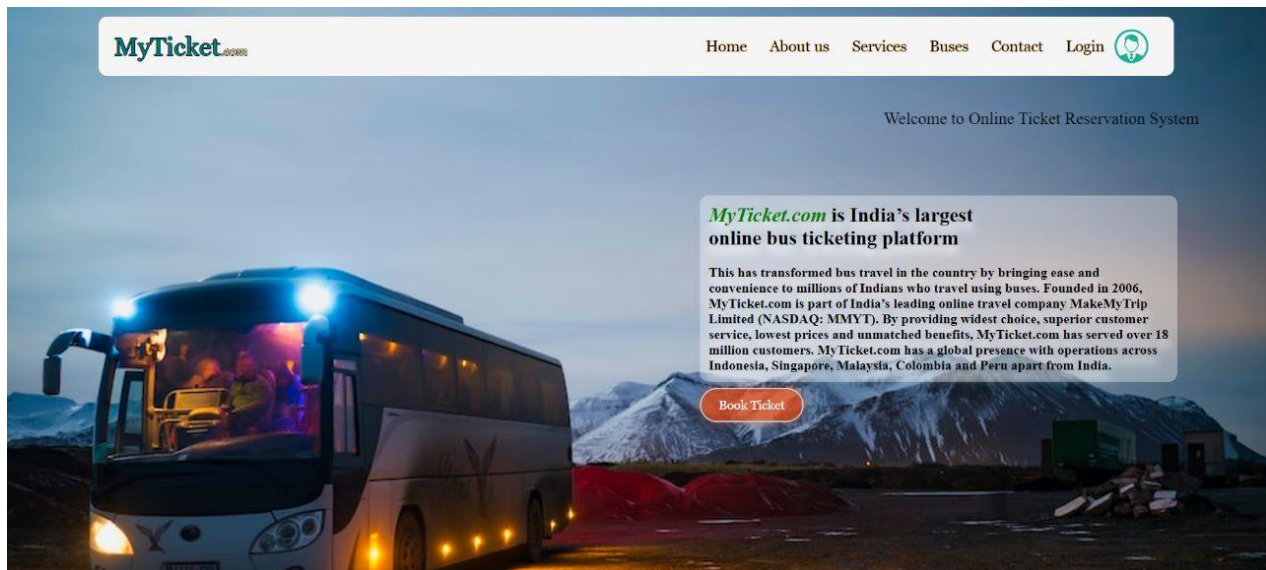 MyTicket.com
Home About us Services Buses Contact Login
Welcome to Online Ticket Reservation System
MyTicket.com is India’s largest
online bus ticketing platform
This has transformed bus travel in the country by bringing ease and
convenience to millions of Indians who travel using buses. Founded in 2006,
MyTicket.com is part of India’s leading online travel company MakeMyTrip
Limited (NASDAQ: MMYT). By providing widest choice, superior customer
service, lowest prices and unmatched benefits, MyTicket.com has served over 18
million customers. MyTicket.com has a global presence with operations across
Indonesia, Singapore, Malaysia, Colombia and Peru apart from India.
Book Ticket